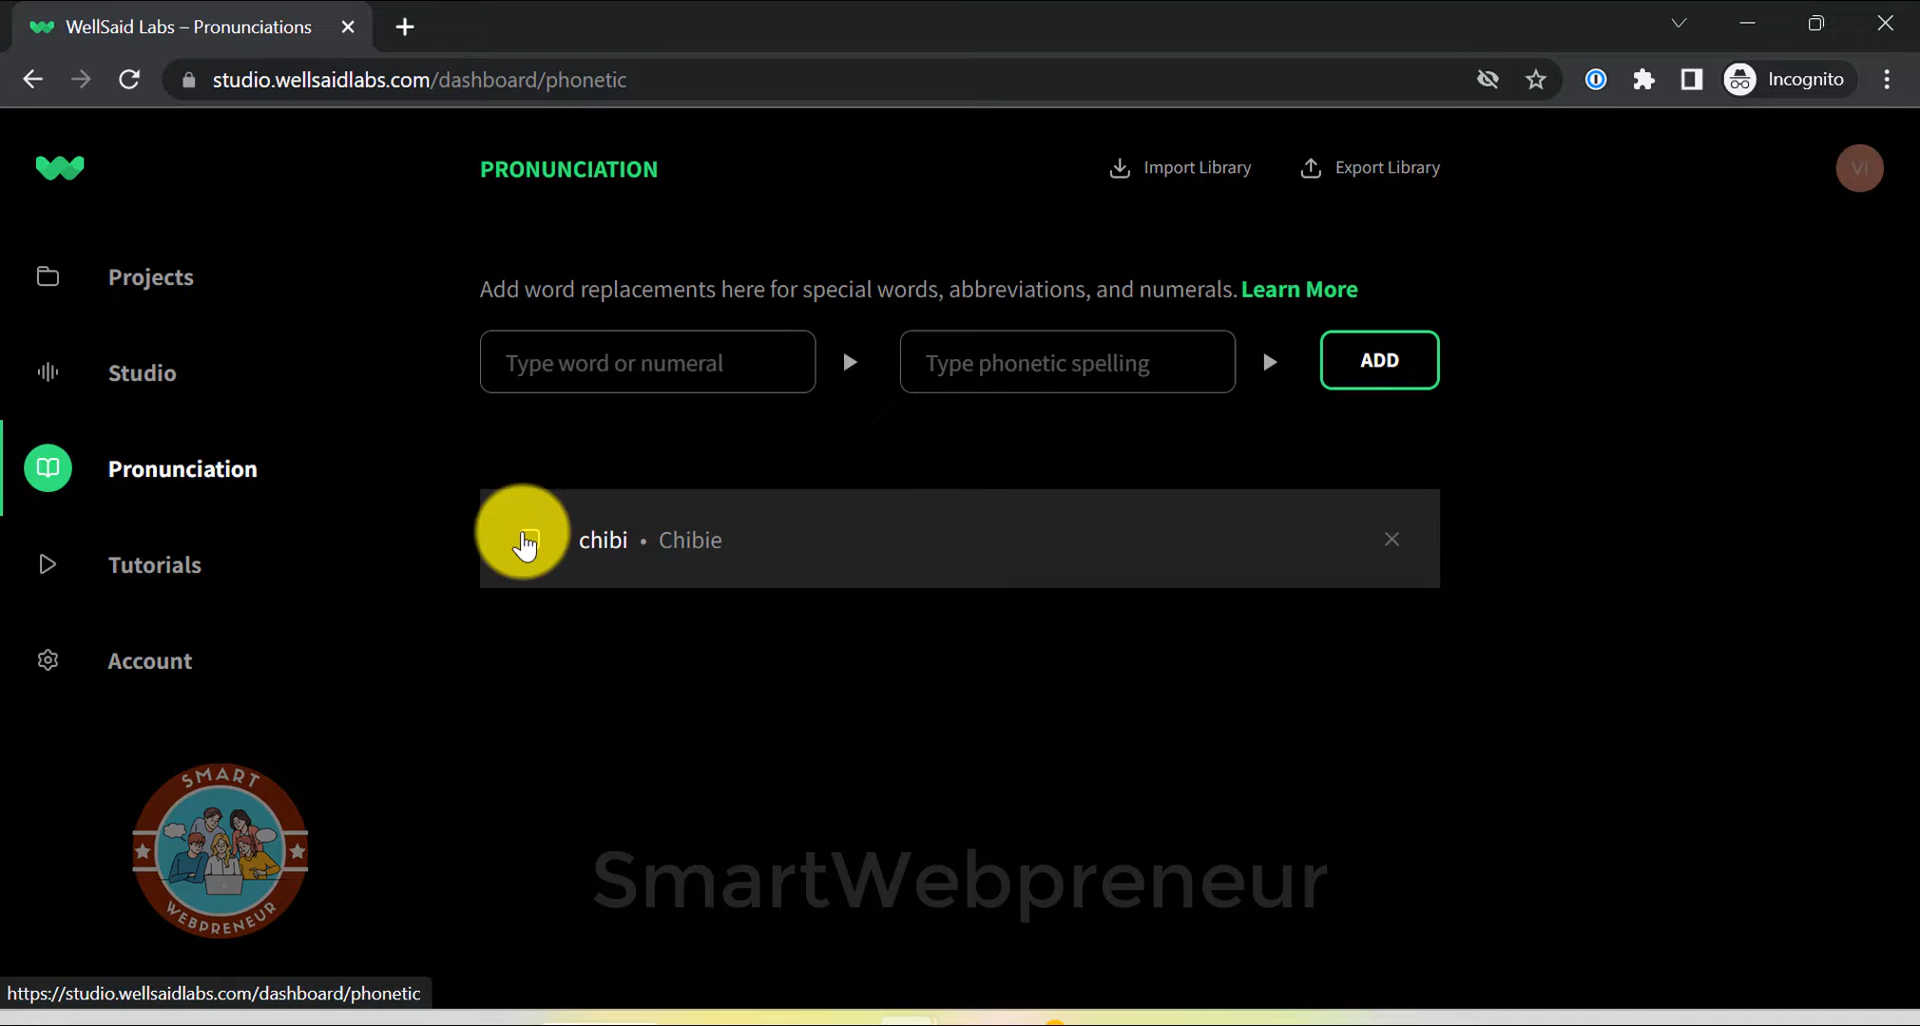 WellSaid Labs – Pronunciations
studio.wellsaidlabs.com/dashboard/phonetic
Incognito
PRONUNCIATION
Import Library
Export Library
VI
Projects
Add word replacements here for special words, abbreviations, and numerals. Learn More
Type word or numeral
Type phonetic spelling
ADD
Studio
Pronunciation
chibi • Chibie
Tutorials
Account
SMART
WEBPRENEUR
SmartWebpreneur
https://studio.wellsaidlabs.com/dashboard/phonetic